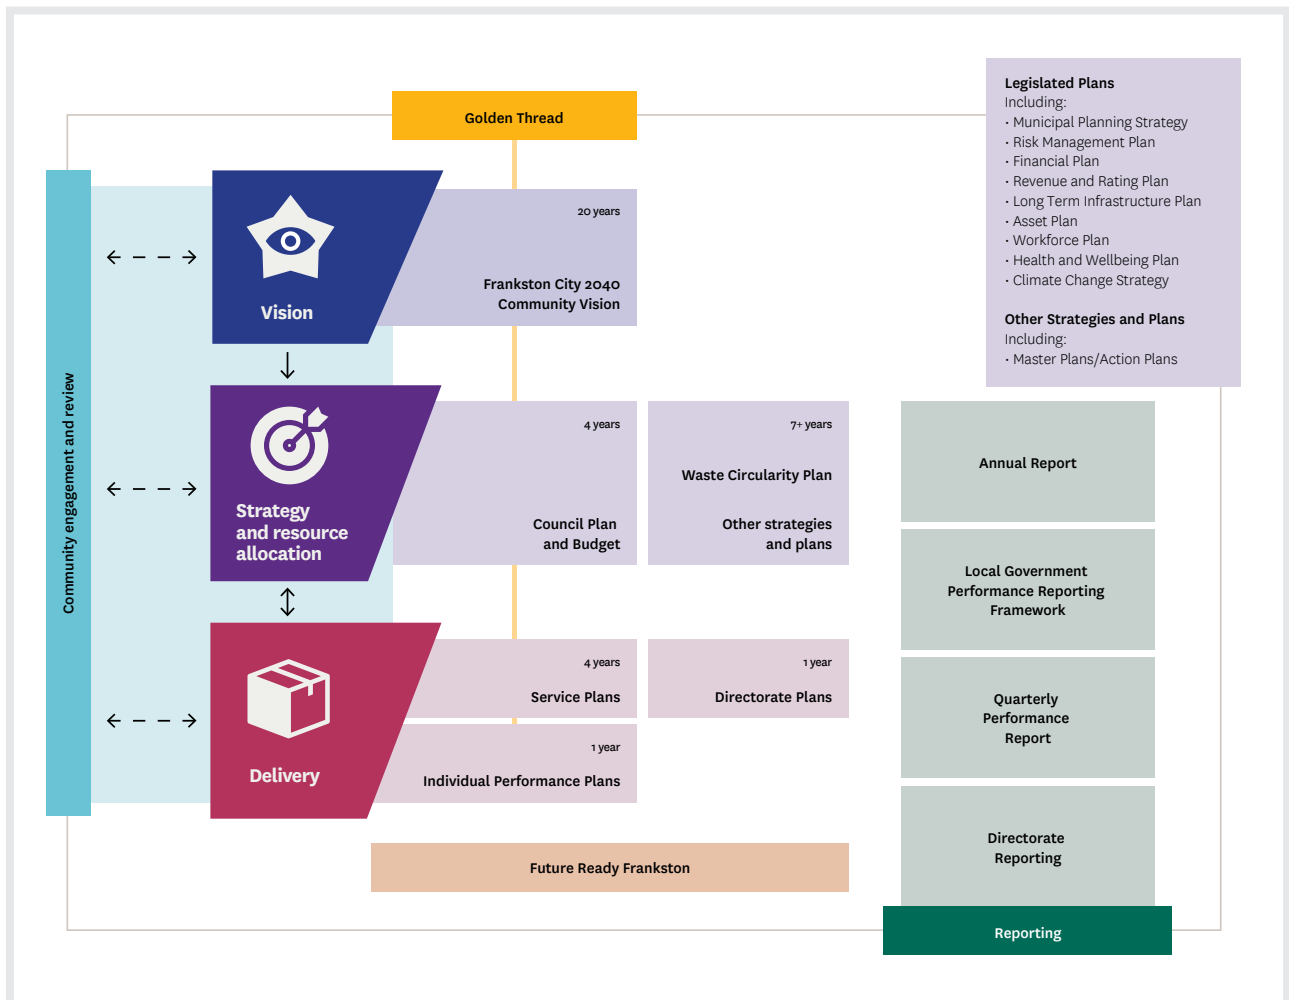 Golden Thread
Legislated Plans
Including:
· Municipal Planning Strategy
· Risk Management Plan
· Financial Plan
· Revenue and Rating Plan
· Long Term Infrastructure Plan
· Asset Plan
· Workforce Plan
· Health and Wellbeing Plan
· Climate Change Strategy
Other Strategies and Plans
Including:
· Master Plans/Action Plans
Community engagement and review
Vision
20 years
Frankston City 2040
Community Vision
Strategy
and resource
allocation
4 years
Council Plan
and Budget
7+ years
Waste Circularity Plan
Other strategies
and plans
Delivery
4 years
Service Plans
1 year
Directorate Plans
1 year
Individual Performance Plans
Future Ready Frankston
Annual Report
Local Government
Performance Reporting
Framework
Quarterly
Performance
Report
Directorate
Reporting
Reporting